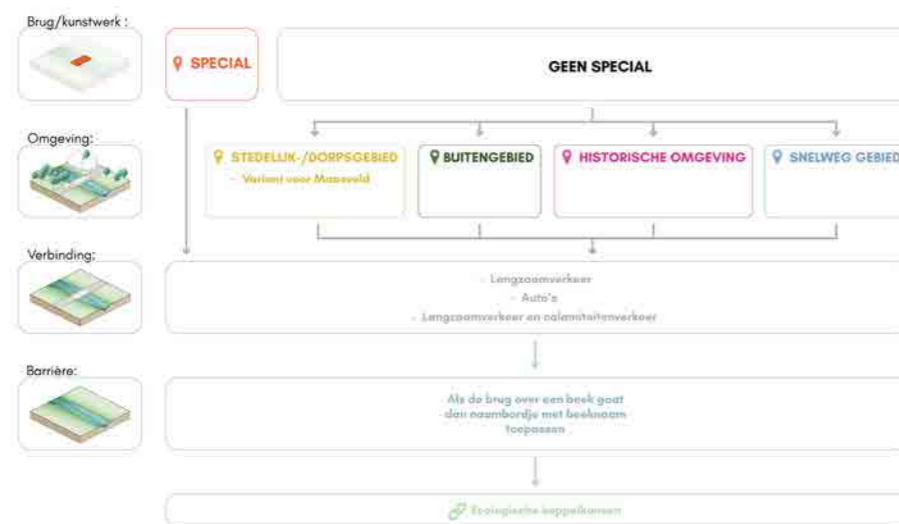 Brug/kunstwerk :
SPECIAL
GEEN SPECIAL
Omgeving:
STEDELIJK-/DORPSGEBIED
- Variant voor Maasveld
BUITENGEBIED
HISTORISCHE OMGEVING
SNELWEG GEBIED
Verbinding:
- Langzaamverkeer
- Auto's
- Langzaamverkeer en calamiteitenverkeer
Barrière:
Als de brug over een beek gaat
dan naambordje met beeknaam
toepassen
Ecologische koppelkansen